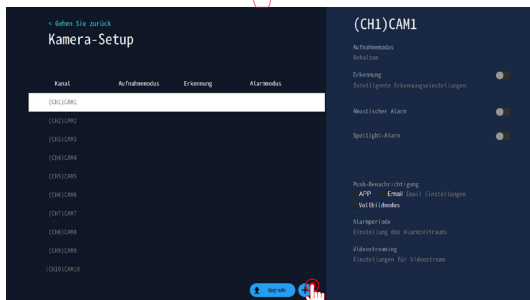 < Gehen Sie zurück
Kamera-Setup
Kanal Aufnahmemodus Erkennung Alarmmodus
(CH1)CAM1
(CH2)CAM2
(CH3)CAM3
(CH4)CAM4
(CH5)CAM5
(CH6)CAM6
(CH7)CAM7
(CH8)CAM8
(CH9)CAM9
(CH10)CAM10
Upgrade
(CH1)CAM1
Aufnahmemodus
Behalten
Erkennung
Intelligente Erkennungseinstellungen
Akustischer Alarm
Spotlight-Alarm
Push-Benachrichtigung
APP Email Email Einstellungen
Vollbildmodus
Alarmperiode
Einstellung des Alarmzeitraums
Videostreaming
Einstellungen für Videostream